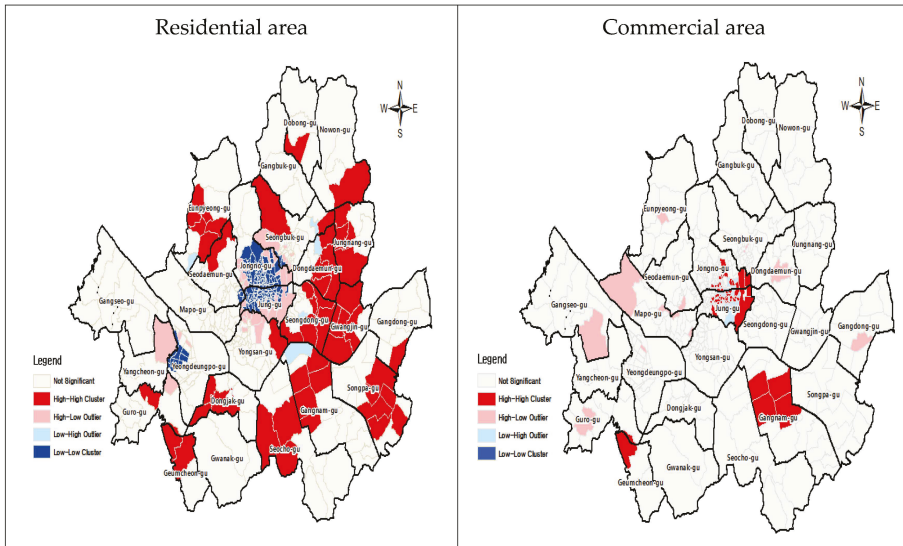 Residential area
N
W E
S
Dobong-gu
Nowon-gu
Gangbuk-gu
Eunpyeong-gu
Seongbuk-gu
Jungnang-gu
Jongno-gu
Dongdaemun-gu
Seodaemun-gu
Gangseo-gu
Mapo-gu
Jung-gu
Seongdong-gu
Gwangjin-gu
Gangdong-gu
Yongsan-gu
Yangcheon-gu
Yeongdeungpo-gu
Songpa-gu
Guro-gu
Dongjak-gu
Gangnam-gu
Seocho-gu
Gwanak-gu
Geumcheon-gu
Legend
Not Significant
High-High Cluster
High-Low Outlier
Low-High Outlier
Low-Low Cluster
Commercial area
N
W E
S
Dobong-gu
Nowon-gu
Gangbuk-gu
Eunpyeong-gu
Seongbuk-gu
Jungnang-gu
Jongno-gu
Dongdaemun-gu
Seodaemun-gu
Gangseo-gu
Mapo-gu
Jung-gu
Seongdong-gu
Gwangjin-gu
Gangdong-gu
Yongsan-gu
Yangcheon-gu
Yeongdeungpo-gu
Songpa-gu
Guro-gu
Dongjak-gu
Gangnam-gu
Seocho-gu
Gwanak-gu
Geumcheon-gu
Legend
Not Significant
High-High Cluster
High-Low Outlier
Low-High Outlier
Low-Low Cluster